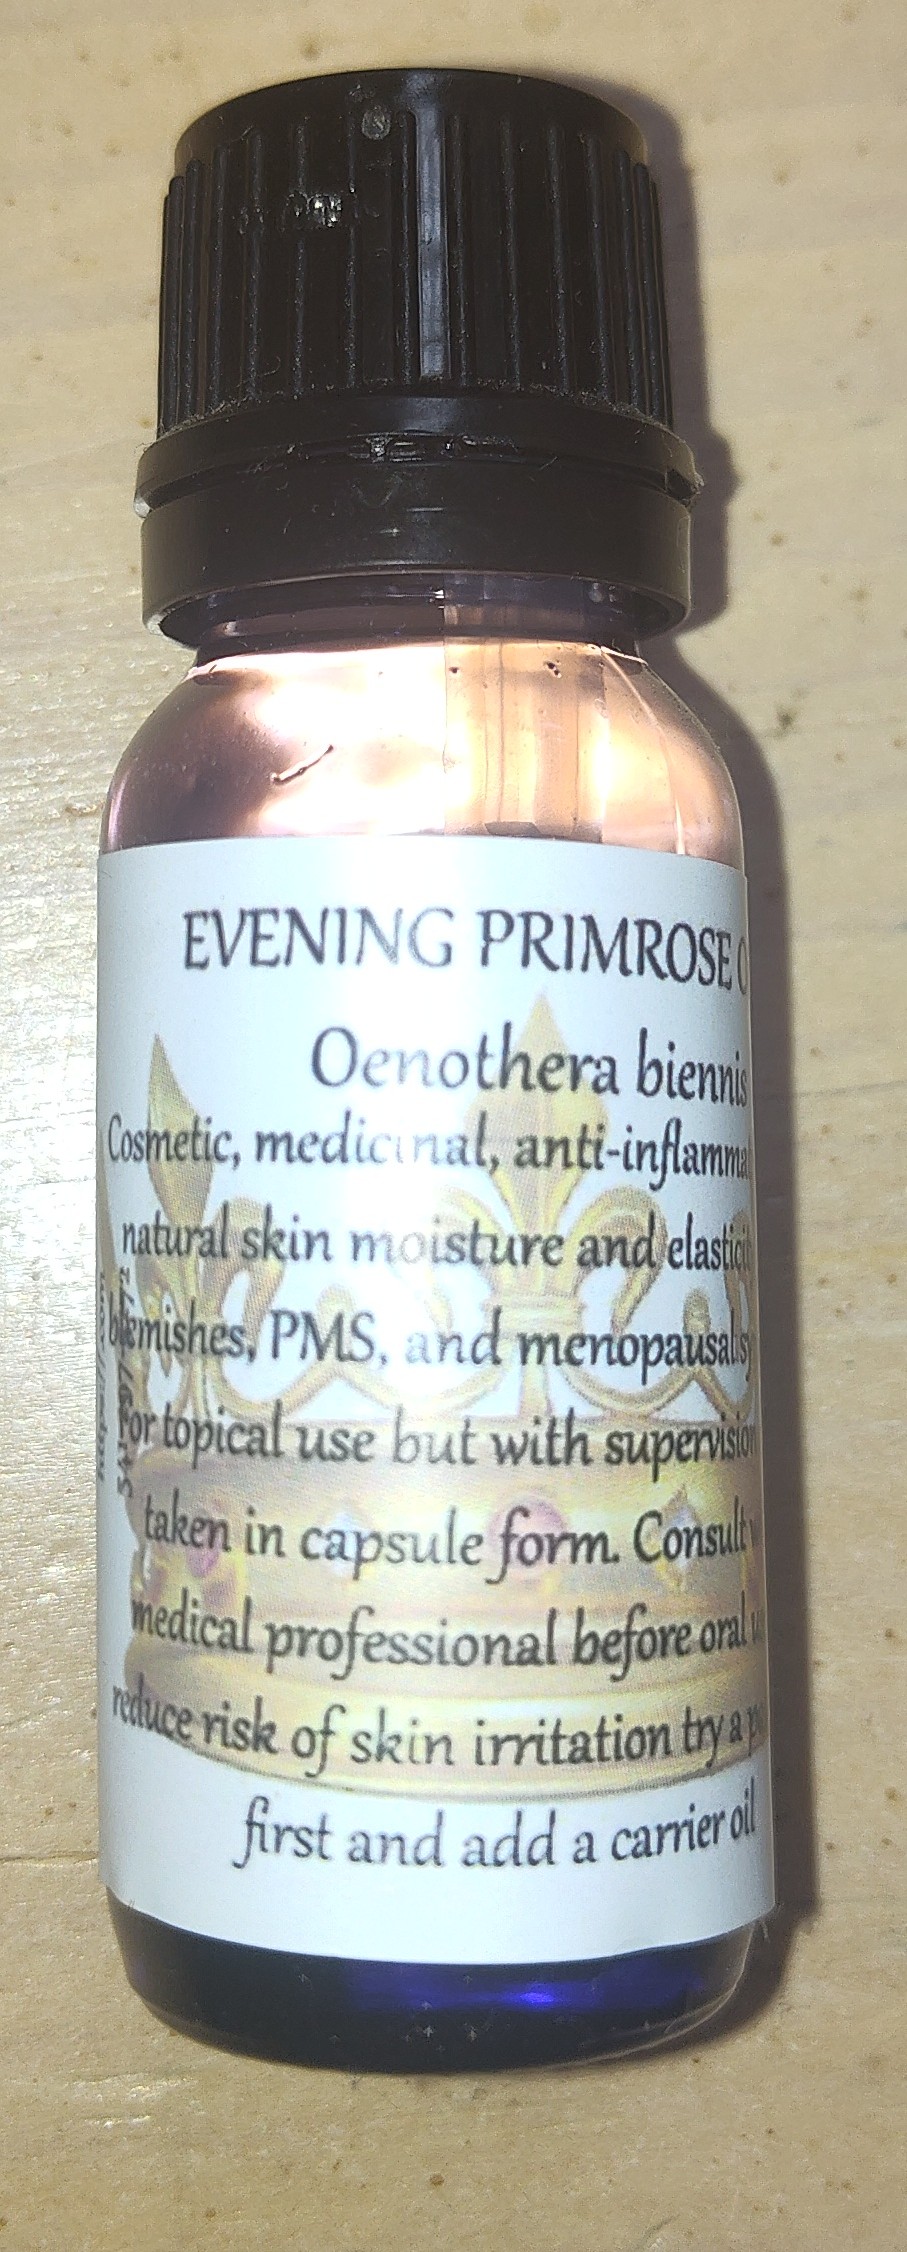 EVENING PRIMROSE
Oenothera biennis
Cosmetic, medicinal, anti-inflamma
natural skin moisture and elastici
blemishes, PMS, and menopausal
For topical use but with supervision
taken in capsule form. Consult
medical professional before oral
reduce risk of skin irritation try a
first and add a carrier oil